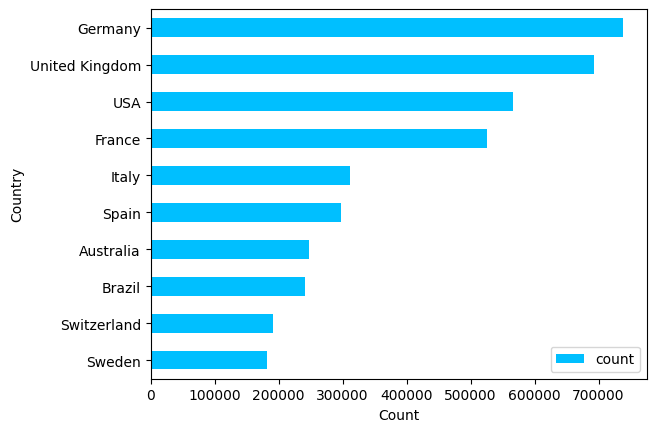 Germany
United Kingdom
USA
France
Italy
Spain
Australia
Brazil
Switzerland
Sweden
Country
count
0 100000 200000 300000 400000 500000 600000 700000
Count